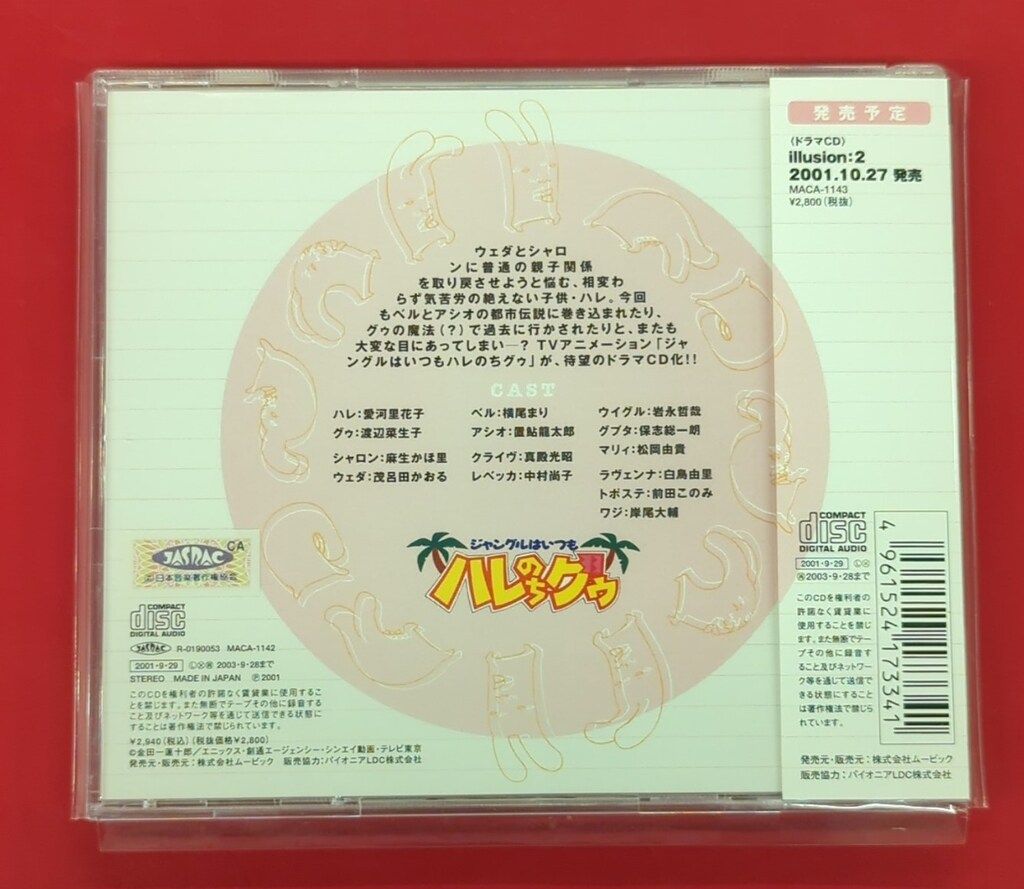 発売予定
(ドラマCD)
illusion:2
2001.10.27 発売
MACA-1143
¥2,800(税抜)
ウェダとシャロ
ンに普通の親子関係
を取り戻させようと悩む、相変わ
らず気苦労の絶えない子供・ハレ。今回
もベルとアシオの都市伝説に巻き込まれたり、
グゥの魔法(?)で過去に行かされたりと、またも
大変な目にあってしまい―? TVアニメーション「ジャ
ングルはいつもハレのちグゥ」が、待望のドラマCD化!!
CAST
ハレ:愛河里花子
グゥ:渡辺菜生子
シャロン:麻生かほ里
ウェダ:茂呂田かおる
ベル:横尾まり
アシオ:置鮎龍太郎
クライヴ:真殿光昭
レベッカ:中村尚子
ウイグル:岩永哲哉
グプタ:保志総一朗
マリィ:松岡由貴
ラヴェンナ:白鳥由里
トポステ:前田このみ
ワジ:岸尾大輔
ジャングルはいつも
ハレのちグゥ
JASRAC
CA
日本音楽著作権協会
COMPACT
disc
DIGITAL AUDIO
JASRAC R-0190053 MACA-1142
2001・9・29 Ⓛ Ⓧ 再 2003・9・28まで
STEREO MADE IN JAPAN Ⓟ2001
このCDを権利者の許諾なく賃貸業に使用するこ
とを禁じます。また無断でテープその他に録音す
ること及びネットワーク等を通じて送信できる状態に
することは著作権法で禁じられています。
¥2,940(税込)(税抜価格¥2,800)
©金田一蓮十郎/エニックス・創通エージェンシー・シンエイ動画・テレビ東京
発売元・販売元:株式会社ムービック 販売協力:パイオニアLDC株式会社
COMPACT
disc
DIGITAL AUDIO
2001・9・29 Ⓛ Ⓧ
再 2003・9・28まで
このCDを権利者の
許諾なく賃貸業に
使用することを禁じ
ます。また無断でテー
プその他に録音す
ること及びネットワー
ク等を通じて送信で
きる状態にすること
は著作権法で禁じら
れています。
4 961524 173341
発売元・販売元:株式会社ムービック
販売協力:パイオニアLDC株式会社